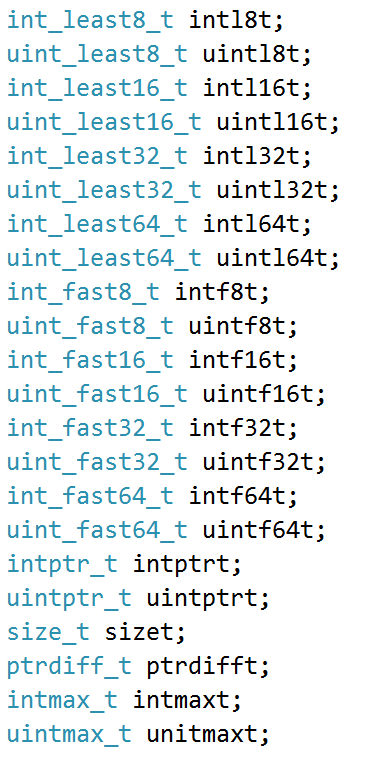 int_least8_t intl8t;
uint_least8_t uintl8t;
int_least16_t intl16t;
uint_least16_t uintl16t;
int_least32_t intl32t;
uint_least32_t uintl32t;
int_least64_t intl64t;
uint_least64_t uintl64t;
int_fast8_t intf8t;
uint_fast8_t uintf8t;
int_fast16_t intf16t;
uint_fast16_t uintf16t;
int_fast32_t intf32t;
uint_fast32_t uintf32t;
int_fast64_t intf64t;
uint_fast64_t uintf64t;
intptr_t intptrt;
uintptr_t uintptrt;
size_t sizet;
ptrdiff_t ptrdifft;
intmax_t intmaxt;
uintmax_t unitmaxt;